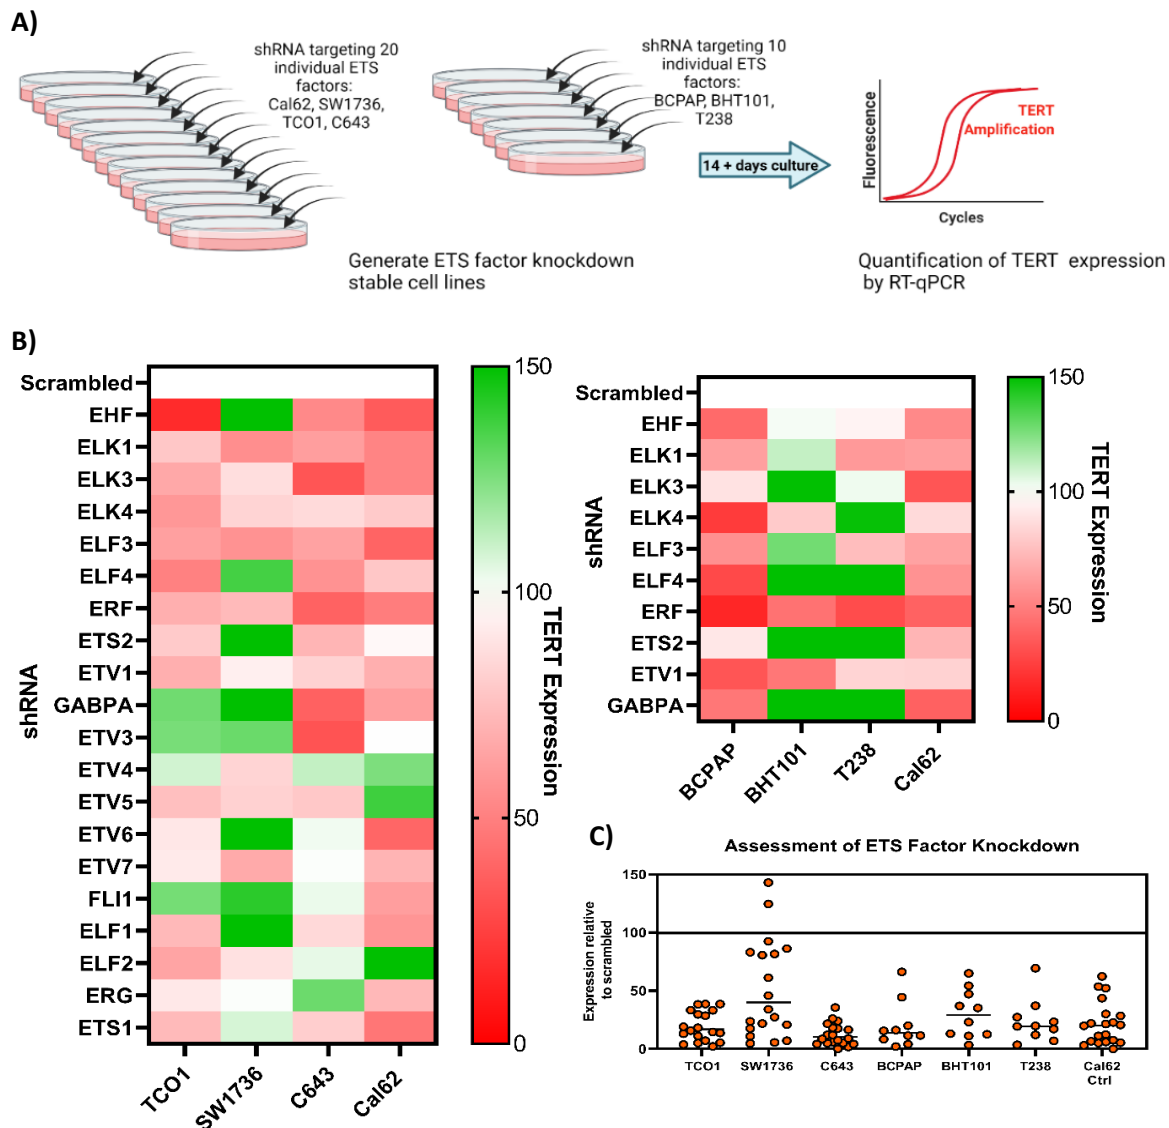 A)
shRNA targeting 20
individual ETS
factors:
Cal62, SW1736,
TCO1, C643
shRNA targeting 10
individual ETS
factors:
BCPAP, BHT101,
T238
14 + days culture
Fluorescence
TERT
Amplification
Cycles
Generate ETS factor knockdown
stable cell lines
Quantification of TERT expression
by RT-qPCR
B)
shRNA
Scrambled
EHF
ELK1
ELK3
ELK4
ELF3
ELF4
ERF
ETS2
ETV1
GABPA
ETV3
ETV4
ETV5
ETV6
ETV7
FLI1
ELF1
ELF2
ERG
ETS1
TCO1
SW1736
C643
Cal62
150
100
50
0
TERT Expression
shRNA
Scrambled
EHF
ELK1
ELK3
ELK4
ELF3
ELF4
ERF
ETS2
ETV1
GABPA
BCPAP
BHT101
T238
Cal62
150
100
50
0
TERT Expression
C)
Assessment of ETS Factor Knockdown
Expression relative
to scrambled
150
100
50
0
TCO1
SW1736
C643
BCPAP
BHT101
T238
Cal62
Ctrl